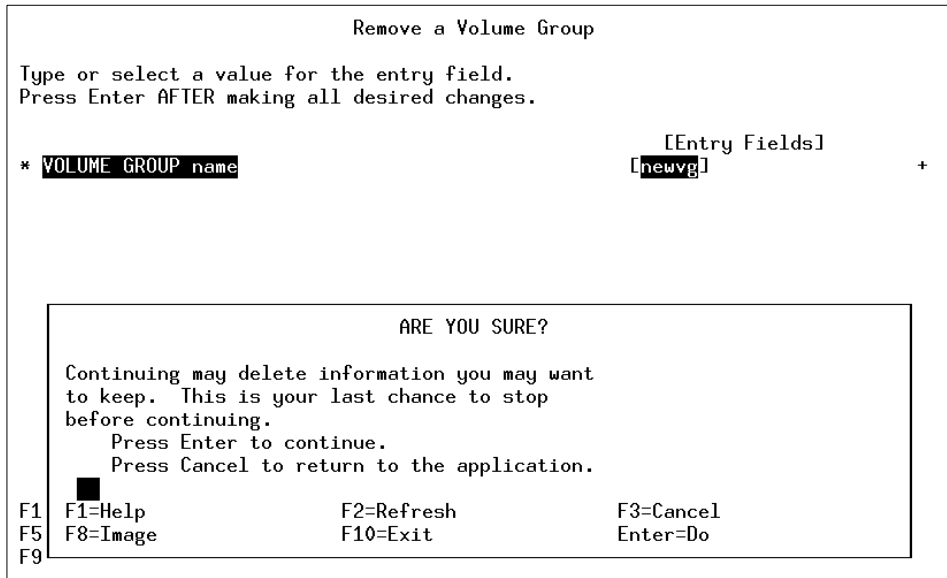 Remove a Volume Group
Type or select a value for the entry field.
Press Enter AFTER making all desired changes.
[Entry Fields]
* VOLUME GROUP name [newvg] +
ARE YOU SURE?
Continuing may delete information you may want
to keep. This is your last chance to stop
before continuing.
Press Enter to continue.
Press Cancel to return to the application.
F1 F1=Help F2=Refresh F3=Cancel
F5 F8=Image F10=Exit Enter=Do
F9